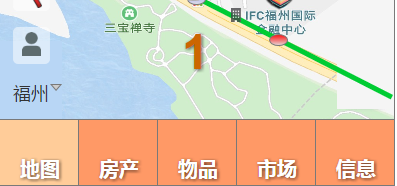 IFC福州国际
金融中心
三宝禅寺
1
福州
地图 房产 物品 市场 信息